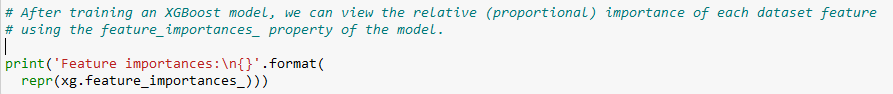 # After training an XGBoost model, we can view the relative (proportional) importance of each dataset feature
# using the feature_importances_ property of the model.
print('Feature importances:\n{}'.format(
  repr(xg.feature_importances_)))